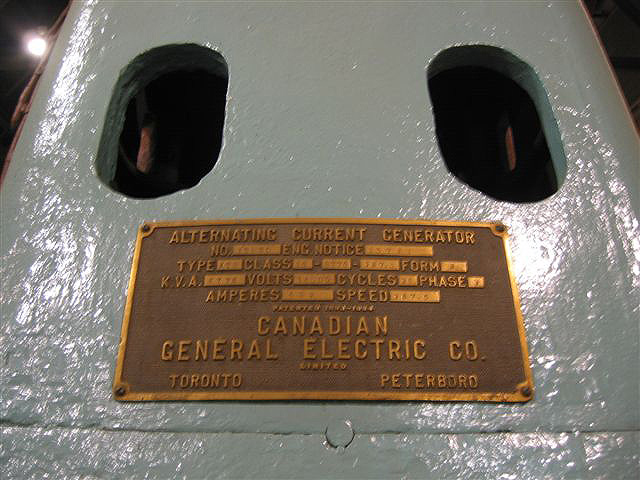 ALTERNATING CURRENT GENERATOR
NO. ENG. NOTICE
TYPE CLASS - - FORM
K.V.A. VOLTS CYCLES PHASE
AMPERES SPEED
CANADIAN
GENERAL ELECTRIC CO.
LIMITED
TORONTO PETERBORO